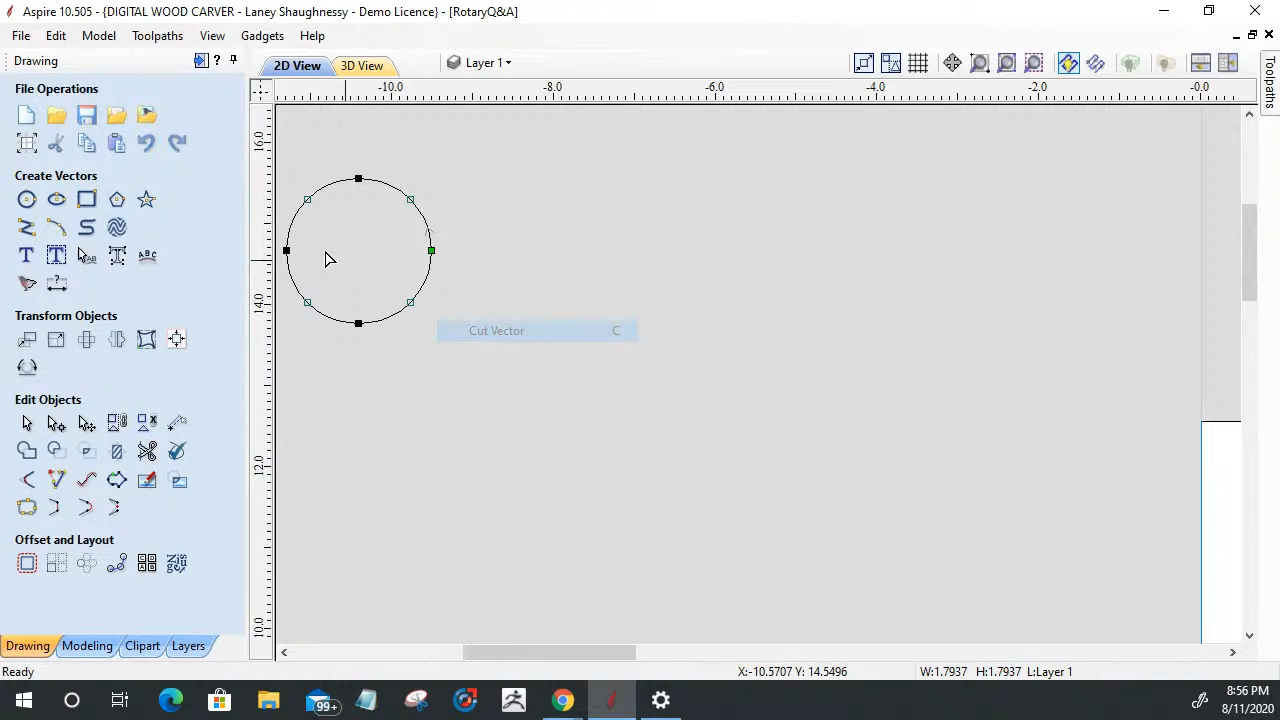 Aspire 10.505 - {DIGITAL WOOD CARVER - Laney Shaughnessy - Demo Licence} - [RotaryQ&A]
File Edit Model Toolpaths View Gadgets Help
Drawing
2D View 3D View Layer 1
Toolpaths
File Operations
-10.0 -8.0 -6.0 -4.0 -2.0 -0.0
16.0
14.0
12.0
10.0
Create Vectors
Transform Objects
Cut Vector C
Edit Objects
Offset and Layout
Drawing Modeling Clipart Layers
Ready X:-10.5707 Y: 14.5496 W:1.7937 H:1.7937 L:Layer 1
99+
8:56 PM
8/11/2020